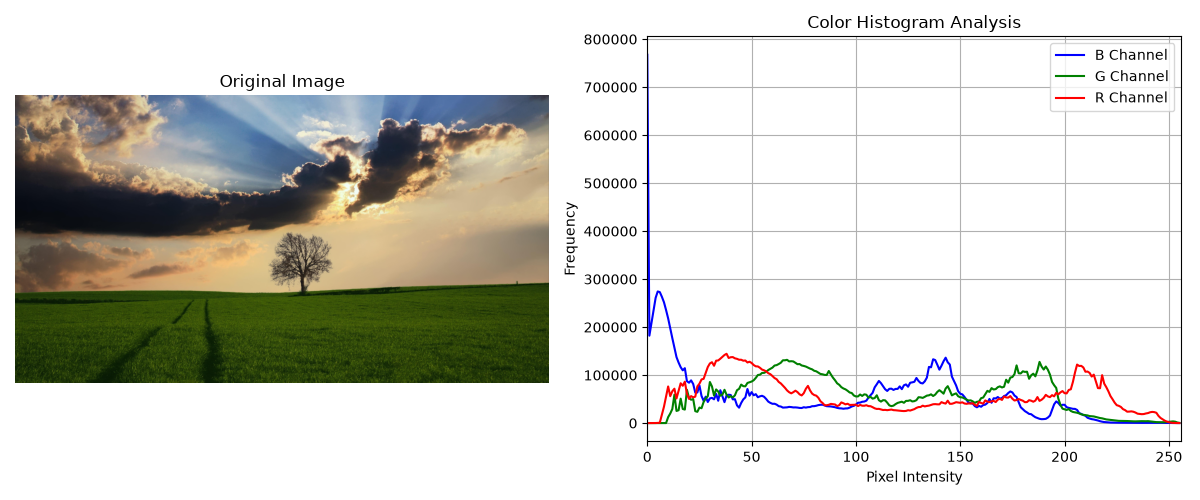 Original Image
Color Histogram Analysis
Frequency
800000
700000
600000
500000
400000
300000
200000
100000
0
B Channel
G Channel
R Channel
0 50 100 150 200 250
Pixel Intensity